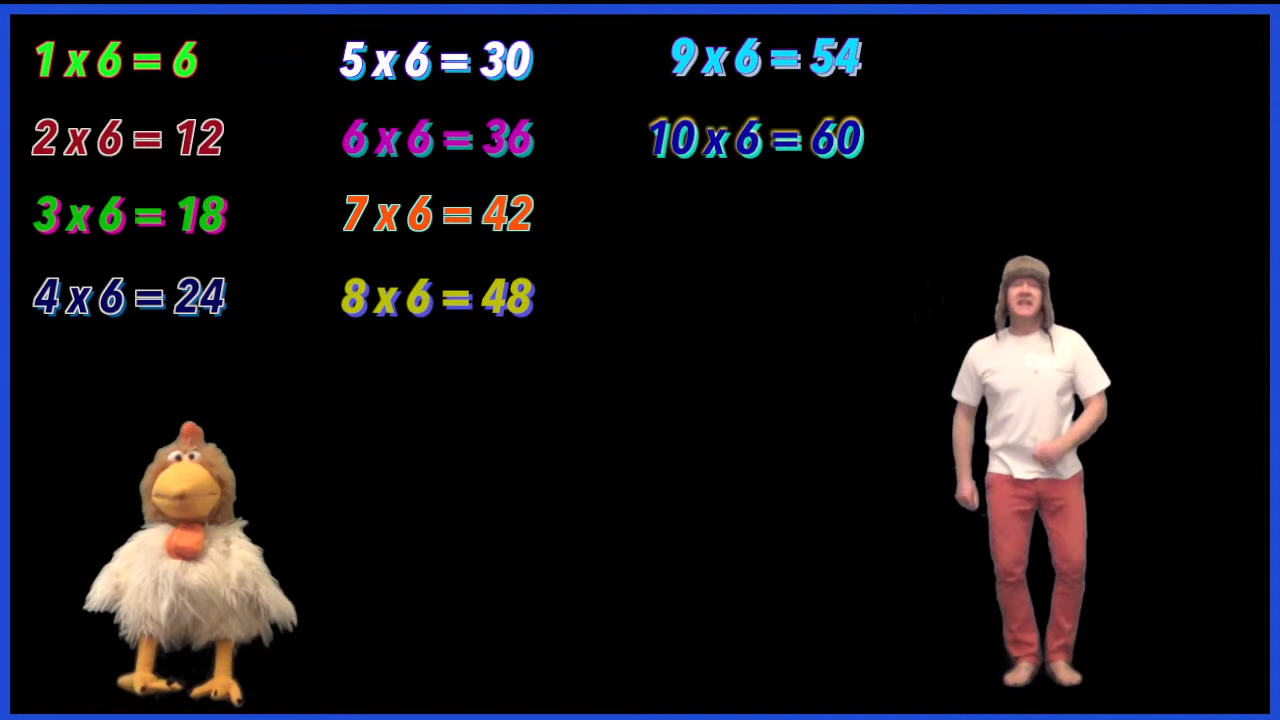 1 x 6 = 6
2 x 6 = 12
3 x 6 = 18
4 x 6 = 24
5 x 6 = 30
6 x 6 = 36
7 x 6 = 42
8 x 6 = 48
9 x 6 = 54
10 x 6 = 60